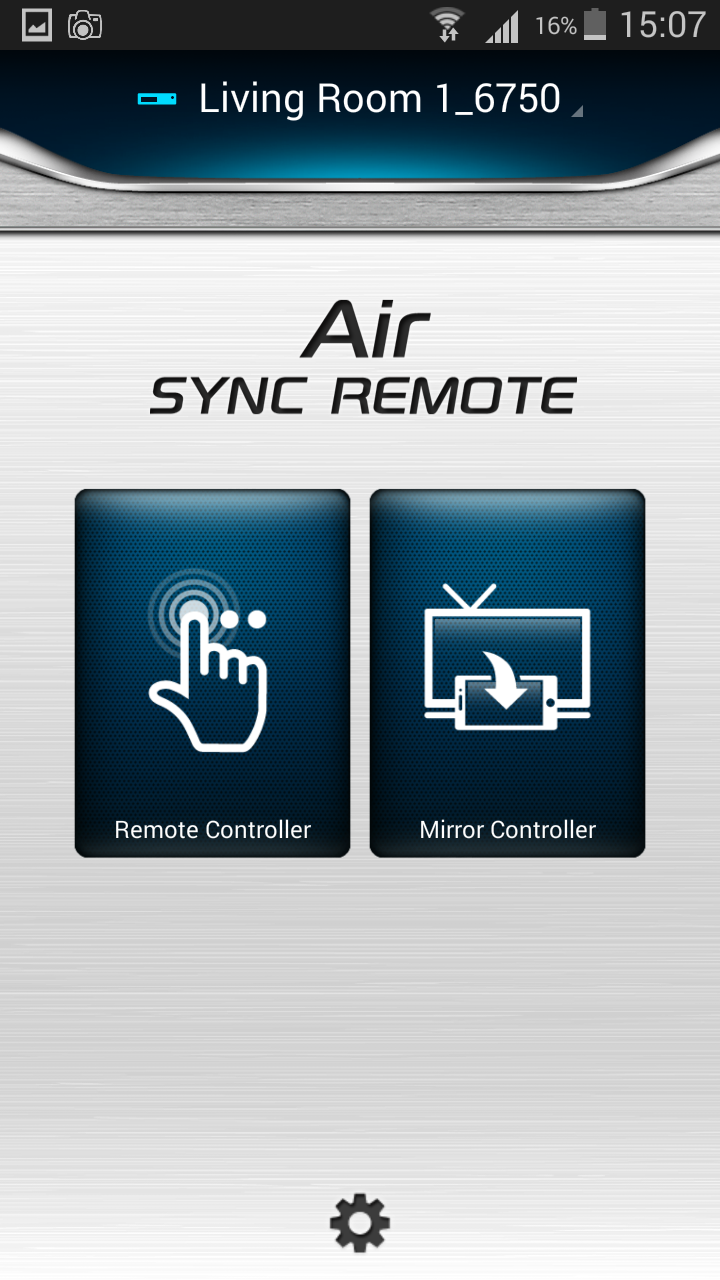 16% 15:07
Living Room 1_6750
Air
SYNC REMOTE
Remote Controller
Mirror Controller